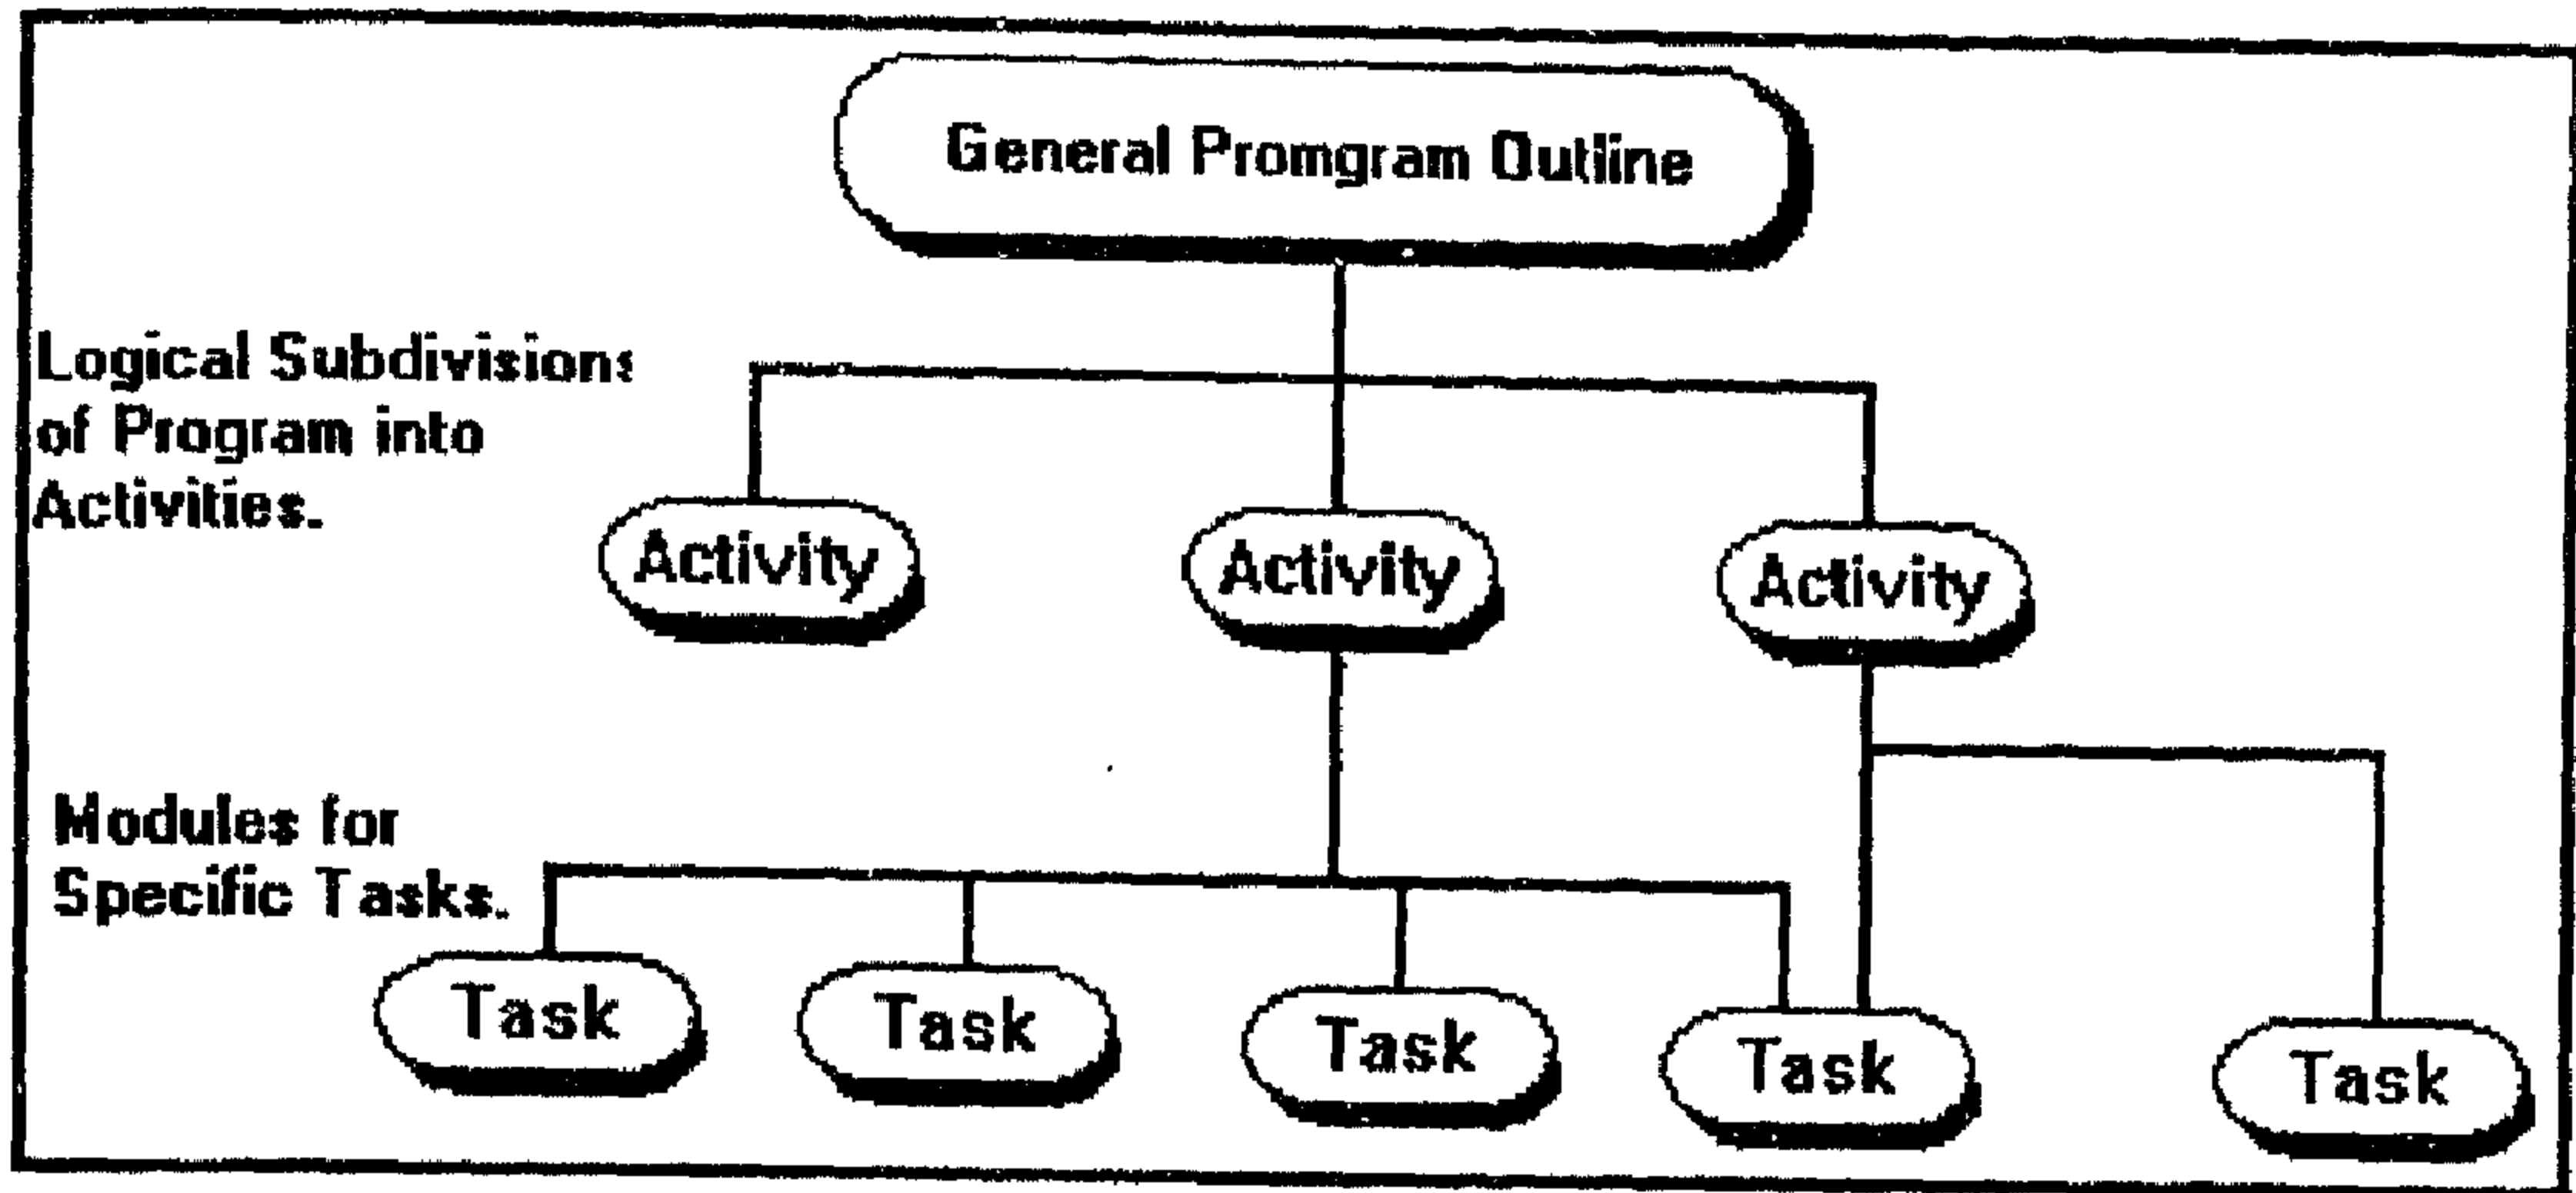 General Promgram Outline
Logical Subdivisions
of Program into
Activities.
Activity
Activity
Activity
Modules for
Specific Tasks.
Task
Task
Task
Task
Task